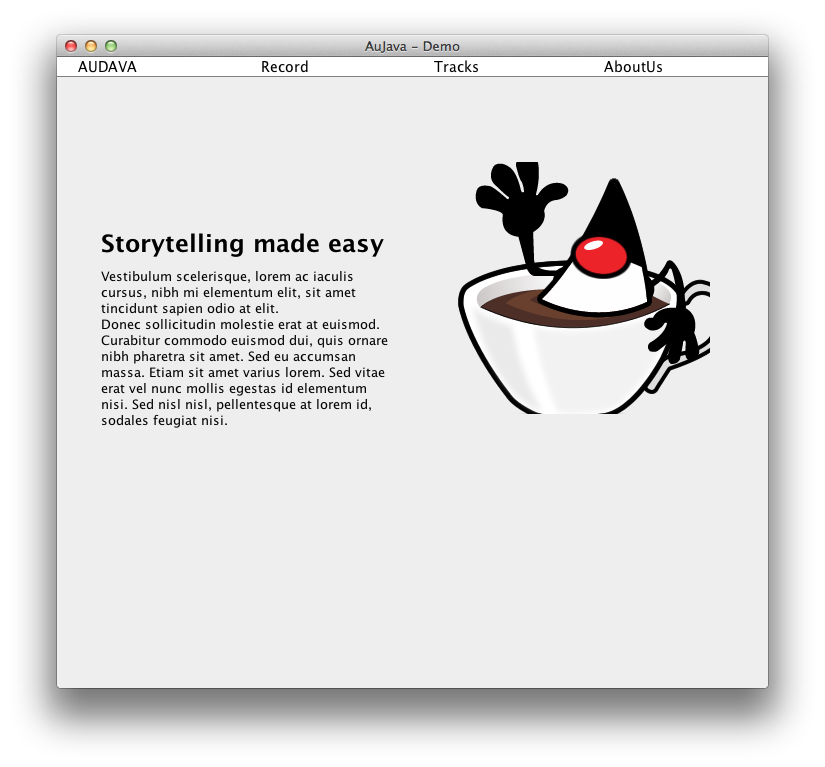 AuJava – Demo
AUDAVA Record Tracks AboutUs
Storytelling made easy
Vestibulum scelerisque, lorem ac iaculis
cursus, nibh mi elementum elit, sit amet
tincidunt sapien odio at elit.
Donec sollicitudin molestie erat at euismod.
Curabitur commodo euismod dui, quis ornare
nibh pharetra sit amet. Sed eu accumsan
massa. Etiam sit amet varius lorem. Sed vitae
erat vel nunc mollis egestas id elementum
nisi. Sed nisl nisl, pellentesque at lorem id,
sodales feugiat nisi.